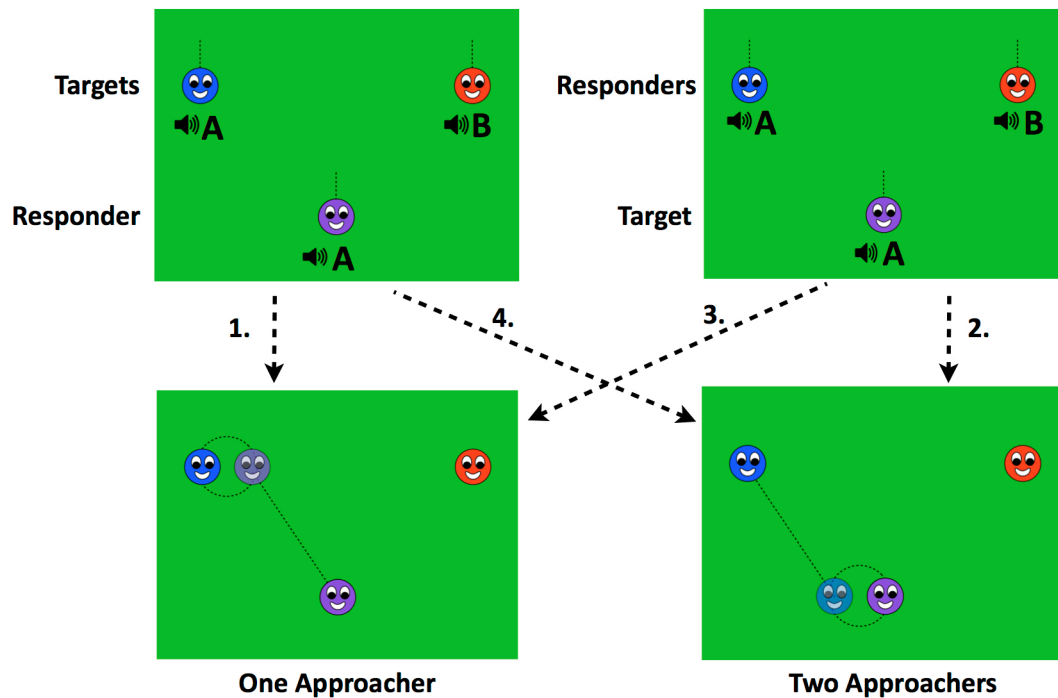 Targets
A
B
Responder
A
Responders
A
B
Target
A
1.
4.
3.
2.
One Approacher
Two Approachers